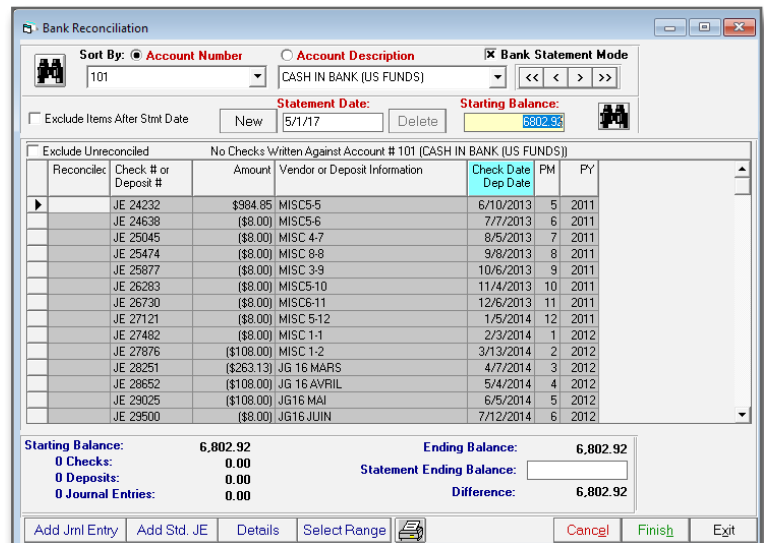 Bank Reconciliation
Sort By: Account Number Account Description Bank Statement Mode
101 CASH IN BANK (US FUNDS) << < > >>
Exclude Items After Stmt Date New Statement Date: 5/1/17 Delete Starting Balance: 6802.92
Exclude Unreconciled No Checks Written Against Account # 101 (CASH IN BANK (US FUNDS))
Reconciled Check # or Deposit # Amount Vendor or Deposit Information Check Date Dep Date PM PY
JE 24232 $984.85 MISC5-5 6/10/2013 5 2011
JE 24638 ($8.00) MISC5-6 7/7/2013 6 2011
JE 25045 ($8.00) MISC 4-7 8/5/2013 7 2011
JE 25474 ($8.00) MISC 8-8 9/8/2013 8 2011
JE 25877 ($8.00) MISC 3-9 10/6/2013 9 2011
JE 26283 ($8.00) MISC5-10 11/4/2013 10 2011
JE 26730 ($8.00) MISC6-11 12/6/2013 11 2011
JE 27121 ($8.00) MISC 5-12 1/5/2014 12 2011
JE 27482 ($8.00) MISC 1-1 2/3/2014 1 2012
JE 27876 ($108.00) MISC 1-2 3/13/2014 2 2012
JE 28251 ($263.13) JG 16 MARS 4/7/2014 3 2012
JE 28652 ($108.00) JG 16 AVRIL 5/4/2014 4 2012
JE 29025 ($108.00) JG16 MAI 6/5/2014 5 2012
JE 29500 ($8.00) JG16 JUIN 7/12/2014 6 2012
Starting Balance: 6,802.92 Ending Balance: 6,802.92
0 Checks: 0.00 Statement Ending Balance:
0 Deposits: 0.00 Difference: 6,802.92
0 Journal Entries: 0.00
Add Jrnl Entry Add Std. JE Details Select Range Cancel Finish Exit